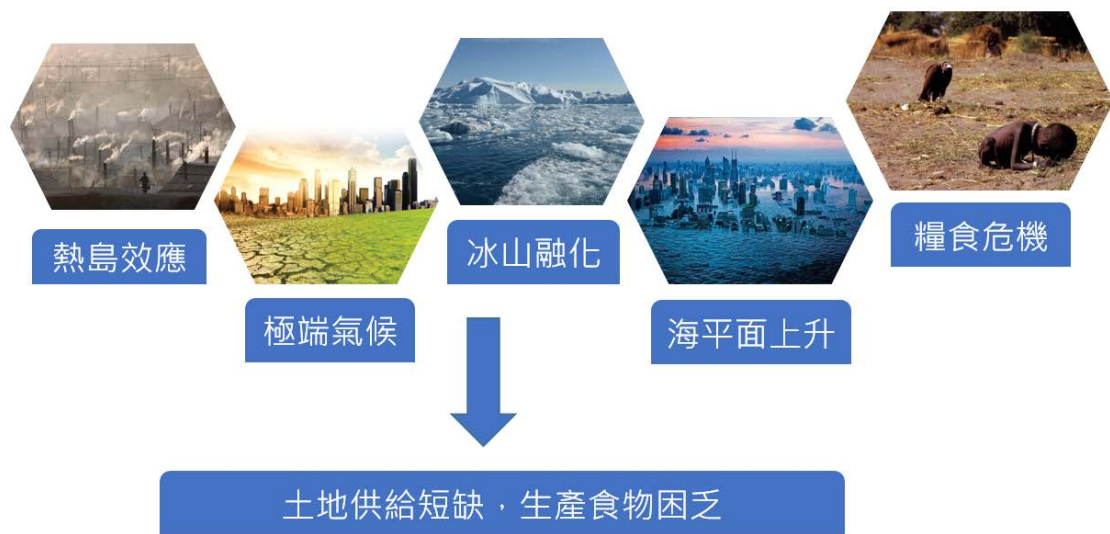 熱島效應
極端氣候
冰山融化
海平面上升
糧食危機
土地供給短缺，生產食物困乏